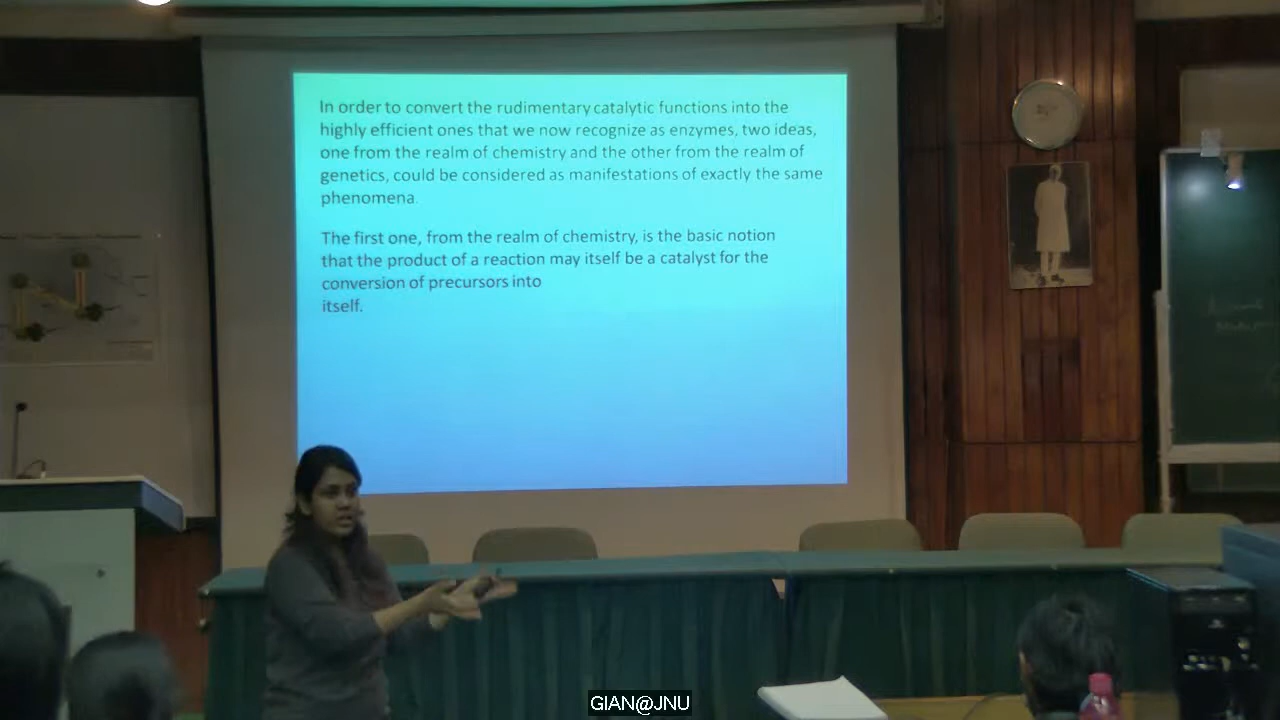 In order to convert the rudimentary catalytic functions into the
highly efficient ones that we now recognize as enzymes, two ideas,
one from the realm of chemistry and the other from the realm of
genetics, could be considered as manifestations of exactly the same
phenomena.
The first one, from the realm of chemistry, is the basic notion
that the product of a reaction may itself be a catalyst for the
conversion of precursors into
itself.
GIAN@JNU